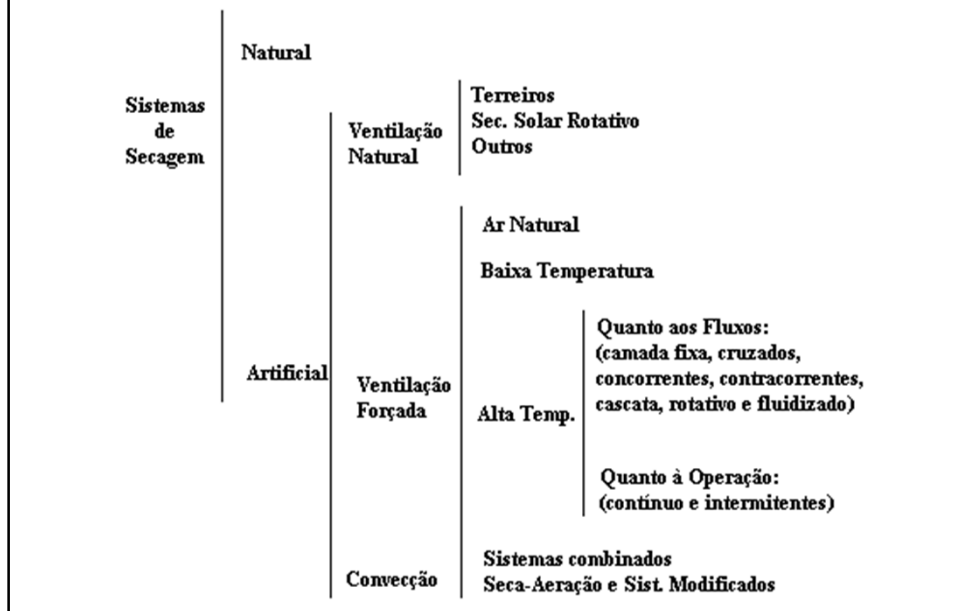 Natural
Sistemas
de
Secagem
Ventilação
Natural
Terreiros
Sec. Solar Rotativo
Outros
Artificial
Ventilação
Forçada
Ar Natural
Baixa Temperatura
Alta Temp.
Quanto aos Fluxos:
(camada fixa, cruzados,
concorrentes, contracorrentes,
cascata, rotativo e fluidizado)
Quanto à Operação:
(contínuo e intermitentes)
Convecção
Sistemas combinados
Seca-Aeração e Sist. Modificados